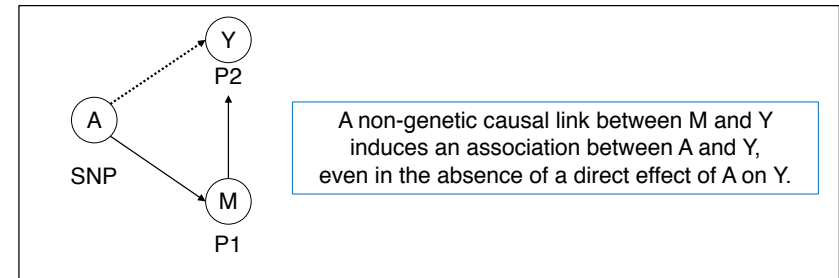 Y
P2
A
SNP
M
P1
A non-genetic causal link between M and Y
induces an association between A and Y,
even in the absence of a direct effect of A on Y.